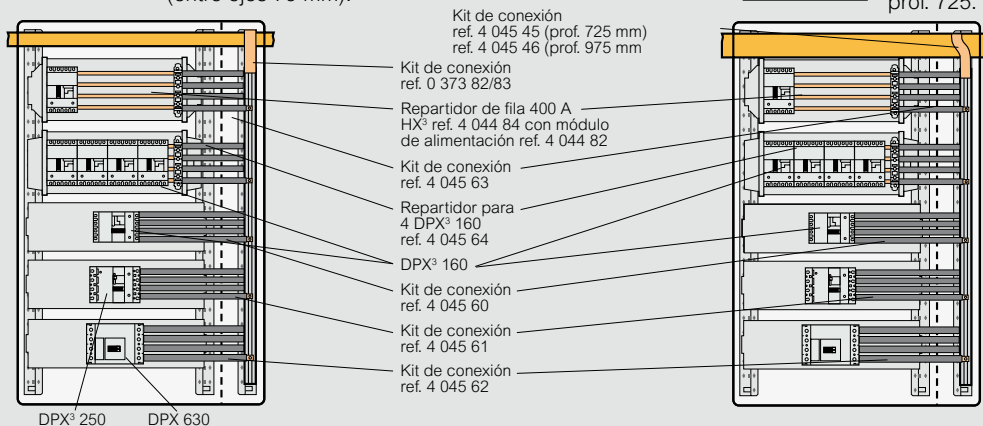 (entre ejes 75 mm).
prof. 725.
Kit de conexión
ref. 4 045 45 (prof. 725 mm)
ref. 4 045 46 (prof. 975 mm
Kit de conexión
ref. 0 373 82/83
Repartidor de fila 400 A
HX³ ref. 4 044 84 con módulo
de alimentación ref. 4 044 82
Kit de conexión
ref. 4 045 63
Repartidor para
4 DPX³ 160
ref. 4 045 64
DPX³ 160
Kit de conexión
ref. 4 045 60
Kit de conexión
ref. 4 045 61
Kit de conexión
ref. 4 045 62
DPX³ 250
DPX 630